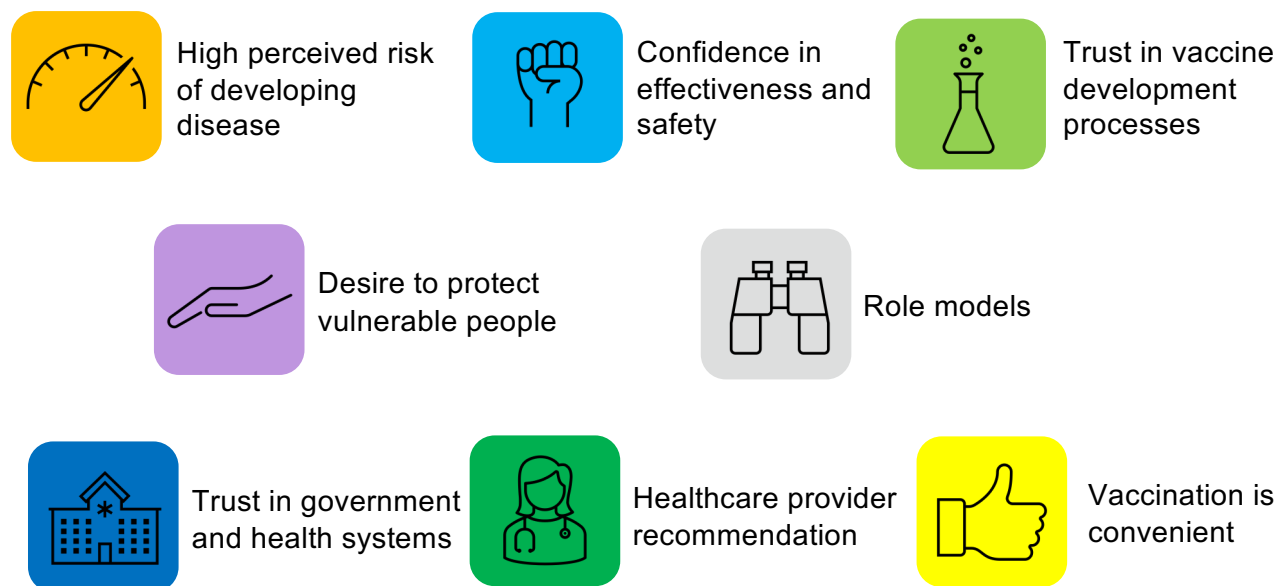 High perceived risk
of developing
disease
Confidence in
effectiveness and
safety
Trust in vaccine
development
processes
Desire to protect
vulnerable people
Role models
Trust in government
and health systems
Healthcare provider
recommendation
Vaccination is
convenient